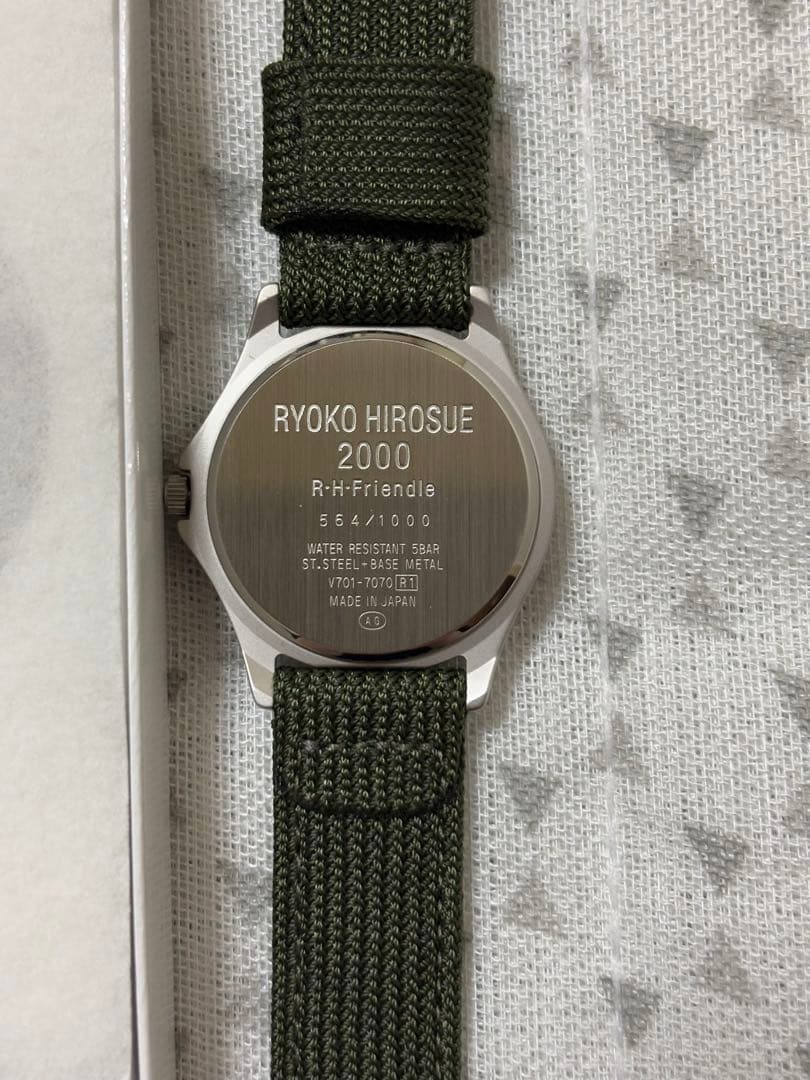 RYOKO HIROSUE
2000
R·H·Friendle
564/1000
WATER RESISTANT 5BAR
ST.STEEL+BASE METAL
V701-7070 R1
MADE IN JAPAN
AG